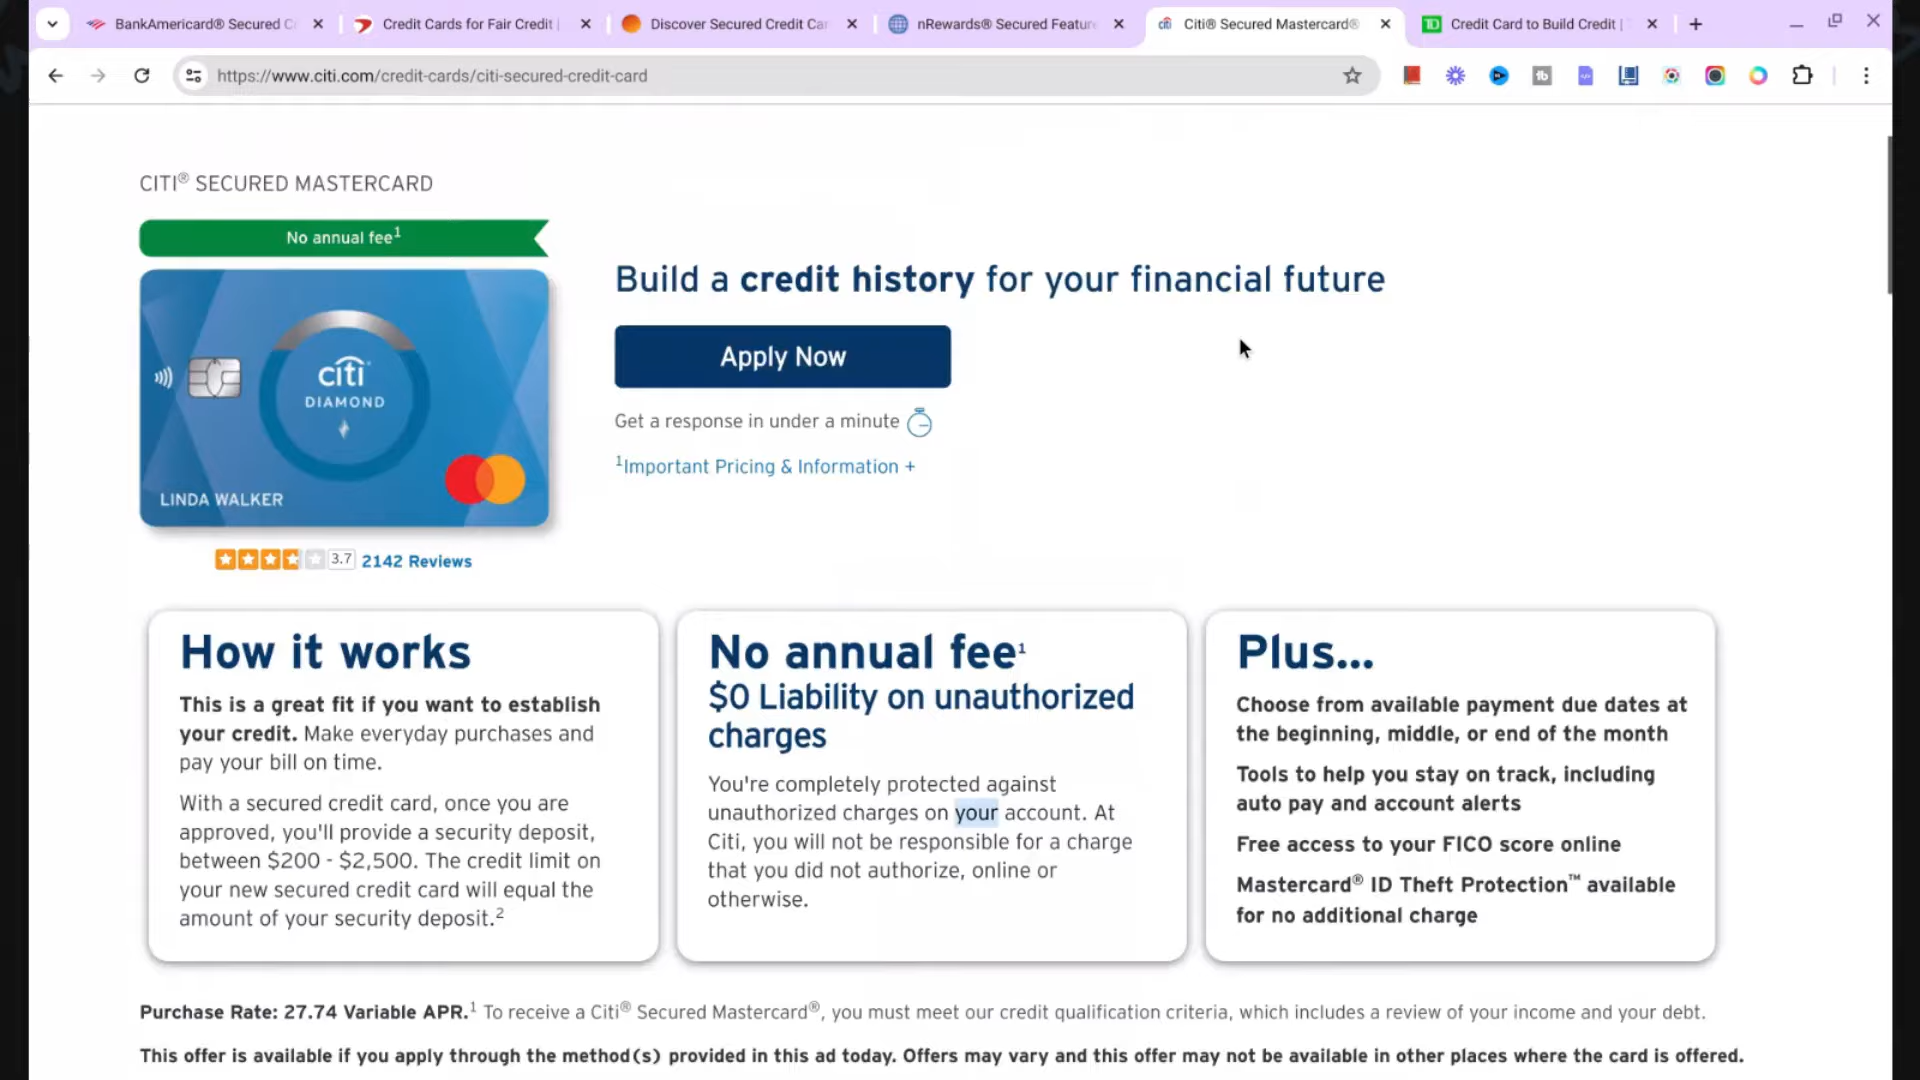 BankAmericard® Secured C
Credit Cards for Fair Credit |
Discover Secured Credit Car
nRewards® Secured Feature
Citi® Secured Mastercard®
Credit Card to Build Credit |
https://www.citi.com/credit-cards/citi-secured-credit-card
CITI® SECURED MASTERCARD
No annual fee1
citi
DIAMOND
LINDA WALKER
3.7 2142 Reviews
Build a credit history for your financial future
Apply Now
Get a response in under a minute
1Important Pricing & Information +
How it works
This is a great fit if you want to establish
your credit. Make everyday purchases and
pay your bill on time.
With a secured credit card, once you are
approved, you'll provide a security deposit,
between $200 - $2,500. The credit limit on
your new secured credit card will equal the
amount of your security deposit.2
No annual fee1
$0 Liability on unauthorized
charges
You're completely protected against
unauthorized charges on your account. At
Citi, you will not be responsible for a charge
that you did not authorize, online or
otherwise.
Plus...
Choose from available payment due dates at
the beginning, middle, or end of the month
Tools to help you stay on track, including
auto pay and account alerts
Free access to your FICO score online
Mastercard® ID Theft Protection™ available
for no additional charge
Purchase Rate: 27.74 Variable APR.1 To receive a Citi® Secured Mastercard®, you must meet our credit qualification criteria, which includes a review of your income and your debt.
This offer is available if you apply through the method(s) provided in this ad today. Offers may vary and this offer may not be available in other places where the card is offered.